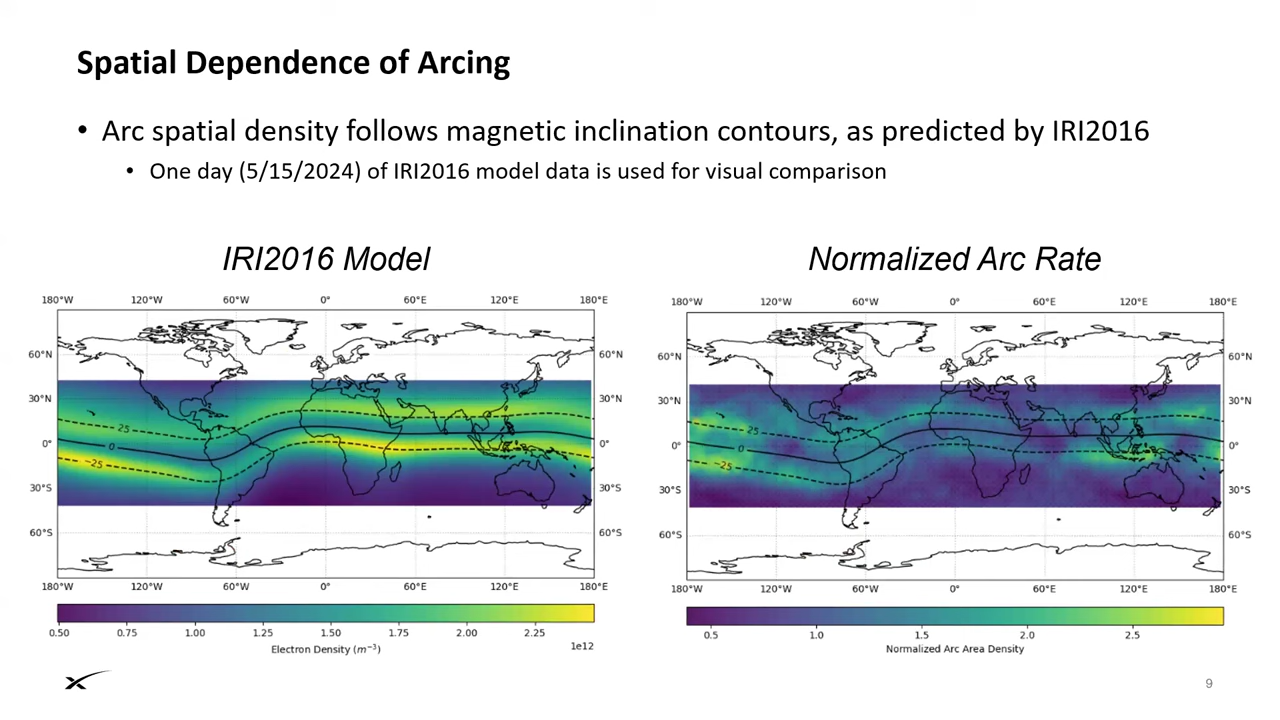 Spatial Dependence of Arcing
• Arc spatial density follows magnetic inclination contours, as predicted by IRI2016
• One day (5/15/2024) of IRI2016 model data is used for visual comparison
IRI2016 Model
180°W 120°W 60°W 0° 60°E 120°E 180°E
60°N 60°N
30°N 30°N
25
0° 0 0°
-25
30°S 30°S
60°S 60°S
180°W 120°W 60°W 0° 60°E 120°E 180°E
0.50 0.75 1.00 1.25 1.50 1.75 2.00 2.25
Electron Density (m⁻³) 1e12
Normalized Arc Rate
180°W 120°W 60°W 0° 60°E 120°E 180°E
60°N 60°N
30°N 30°N
25
0° 0 0°
-25
30°S 30°S
60°S 60°S
180°W 120°W 60°W 0° 60°E 120°E 180°E
0.5 1.0 1.5 2.0 2.5
Normalized Arc Area Density
9